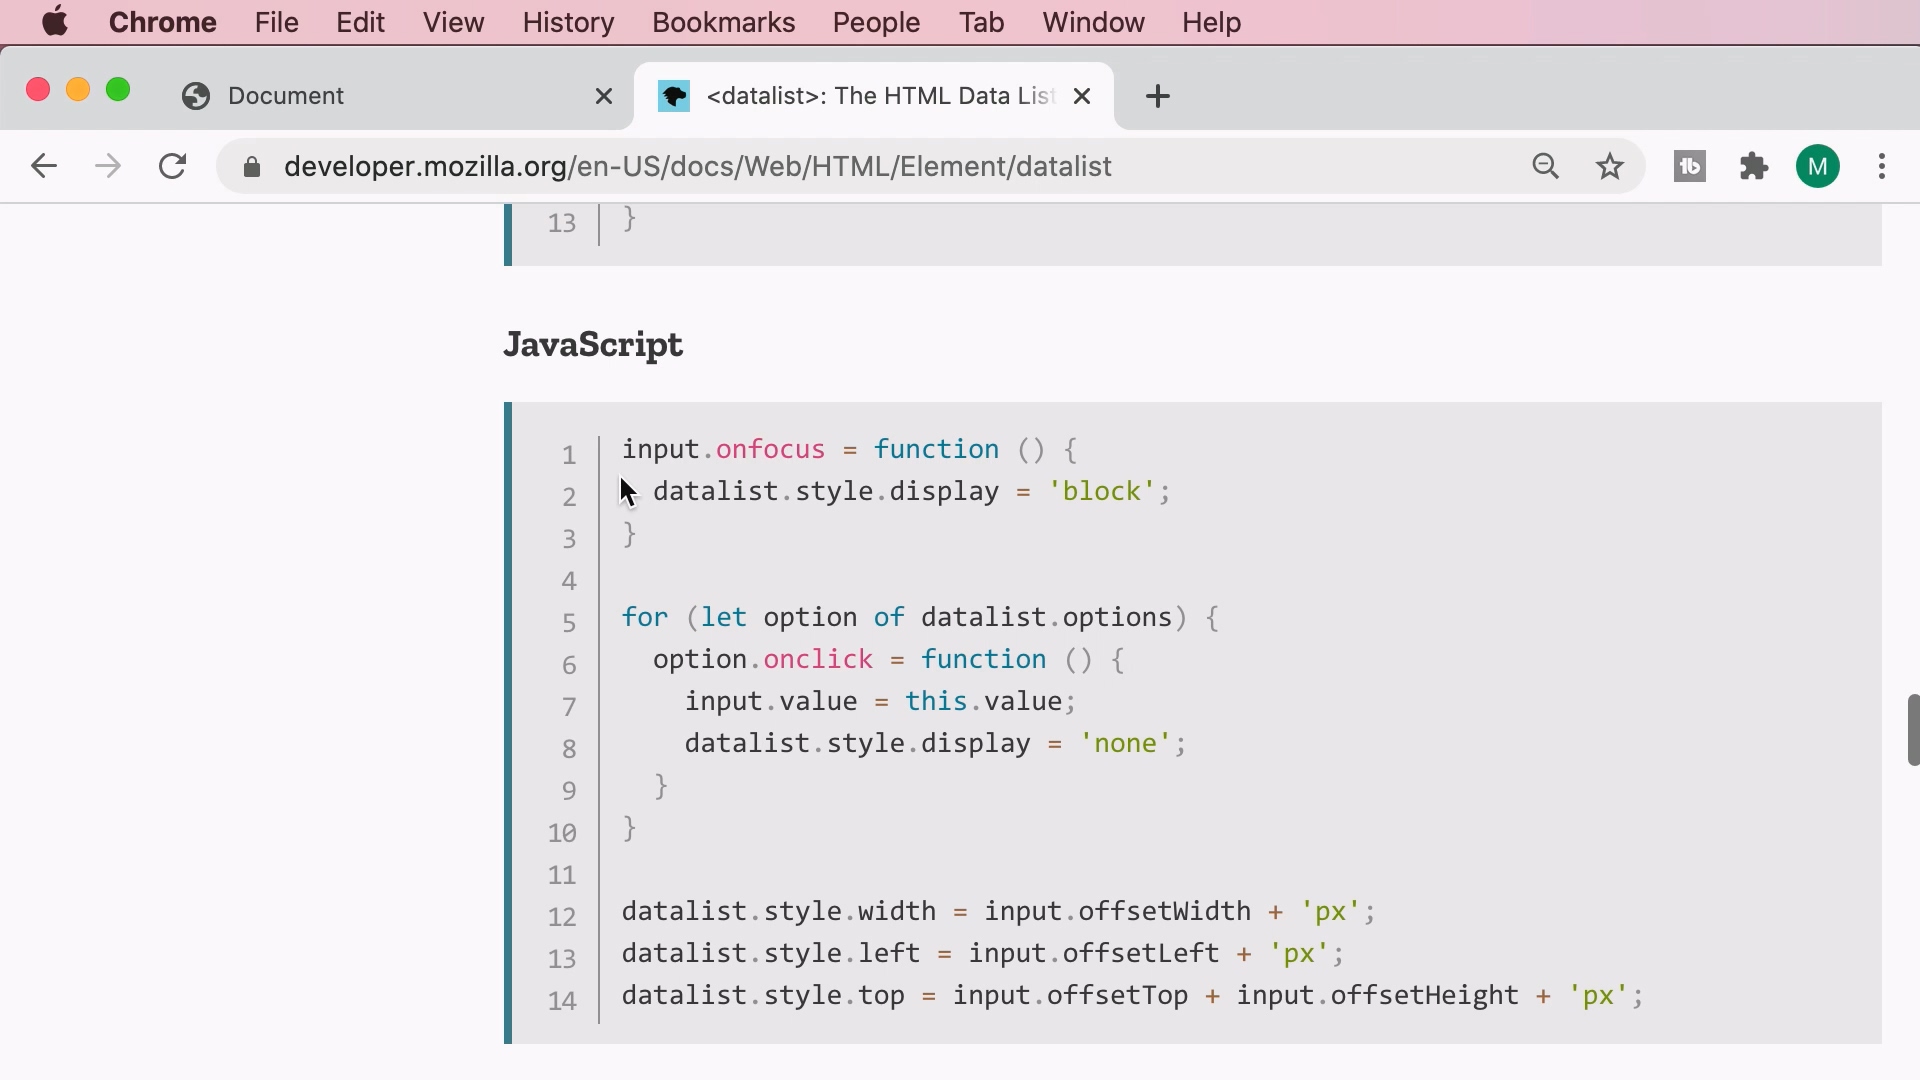 Chrome File Edit View History Bookmarks People Tab Window Help
Document
<datalist>: The HTML Data List
developer.mozilla.org/en-US/docs/Web/HTML/Element/datalist
M
13 }
JavaScript
1 input.onfocus = function () {
2   datalist.style.display = 'block';
3 }
4
5 for (let option of datalist.options) {
6   option.onclick = function () {
7     input.value = this.value;
8     datalist.style.display = 'none';
9   }
10 }
11
12 datalist.style.width = input.offsetWidth + 'px';
13 datalist.style.left = input.offsetLeft + 'px';
14 datalist.style.top = input.offsetTop + input.offsetHeight + 'px';